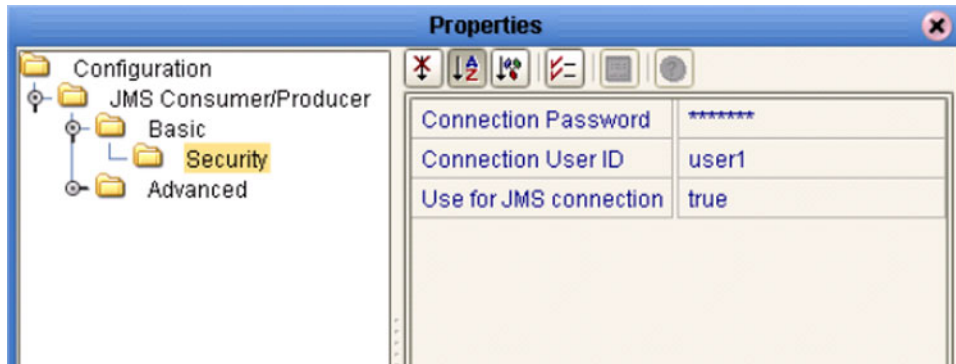 Properties
Configuration
JMS Consumer/Producer
Basic
Security
Advanced
Connection Password *******
Connection User ID user1
Use for JMS connection true